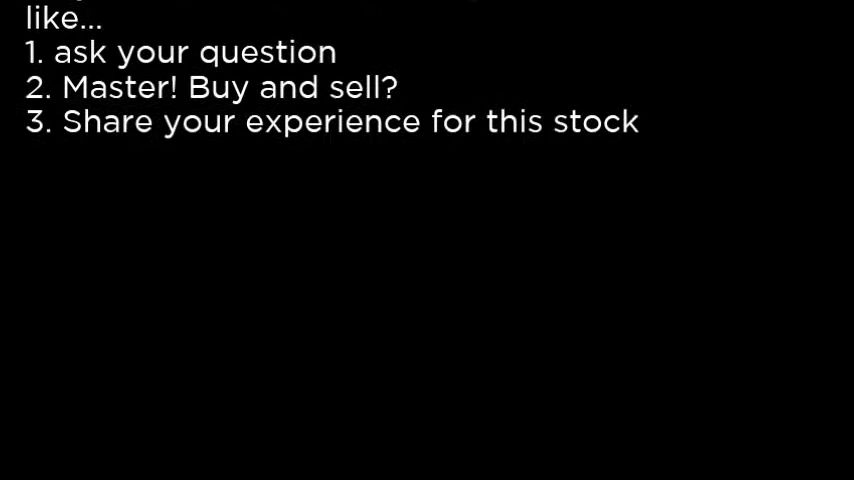 like...
1. ask your question
2. Master! Buy and sell?
3. Share your experience for this stock